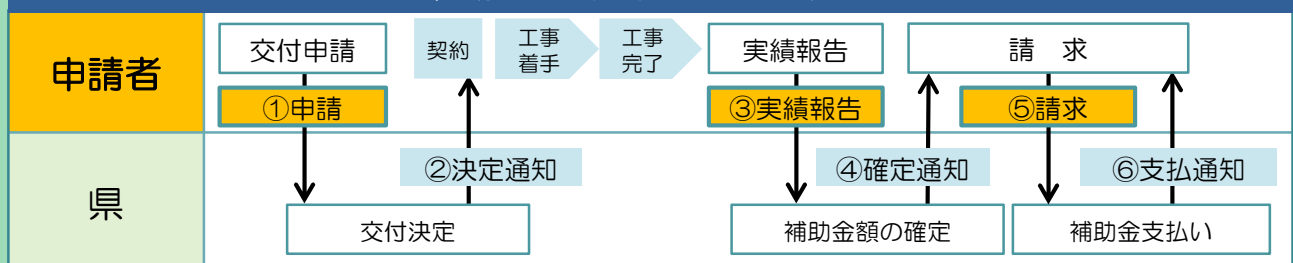 申請者
交付申請
契約
工事
着手
工事
完了
実績報告
請 求
①申請
③実績報告
⑤請求
②決定通知
④確定通知
⑥支払通知
県
交付決定
補助金額の確定
補助金支払い